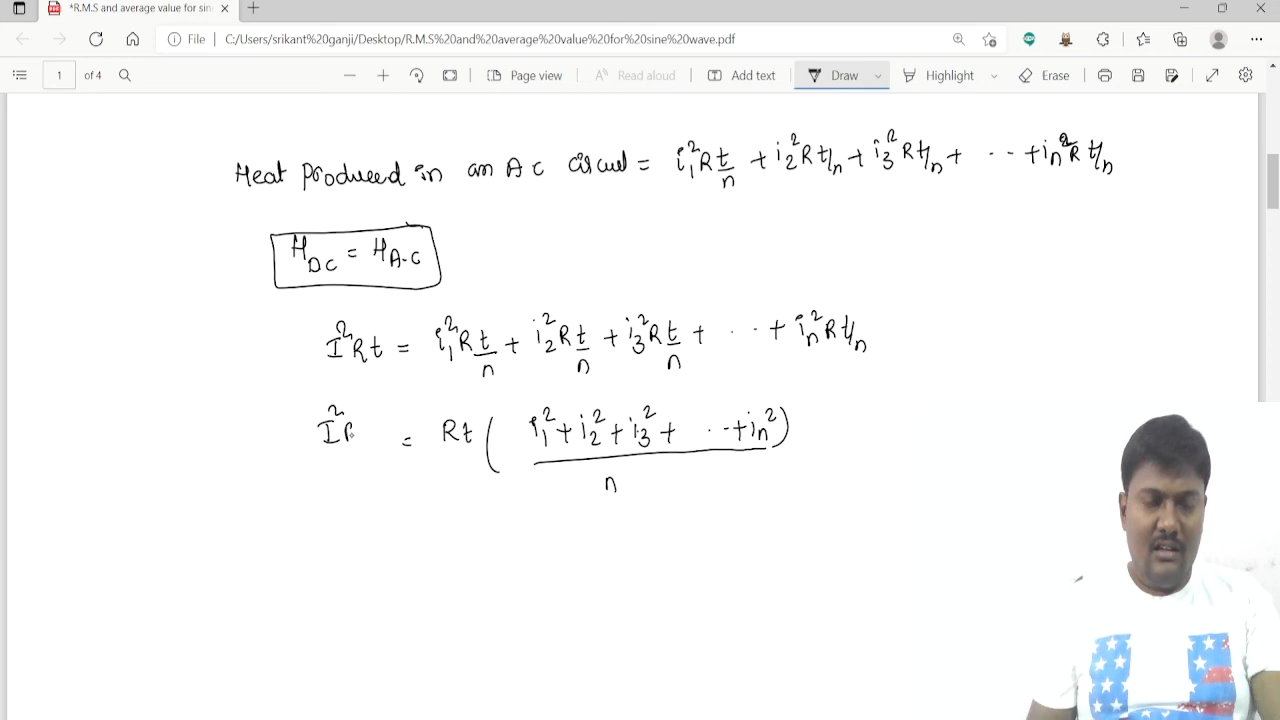 *R.M.S and average value for sin
File | C:/Users/srikant%20ganji/Desktop/R.M.S%20and%20average%20value%20for%20sine%20wave.pdf
1 of 4 Page view Read aloud Add text Draw Highlight Erase
Heat Produced in an AC = i₁²R t/n + i₂²R t/n + i₃²R t/n + ... + iₙ²R t/n
H_DC = H_A.C
I²Rt = i₁²R t/n + i₂²R t/n + i₃²R t/n + ... + iₙ²R t/n
I²R = Rt ( (i₁² + i₂² + i₃² + ... + iₙ²) / n )